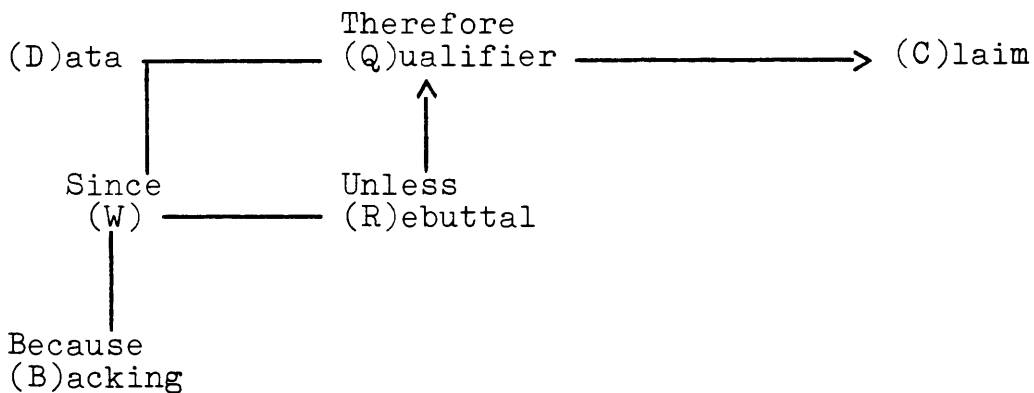 Therefore
(D)ata (Q)ualifier (C)laim
Since Unless
(W) (R)ebuttal
Because
(B)acking